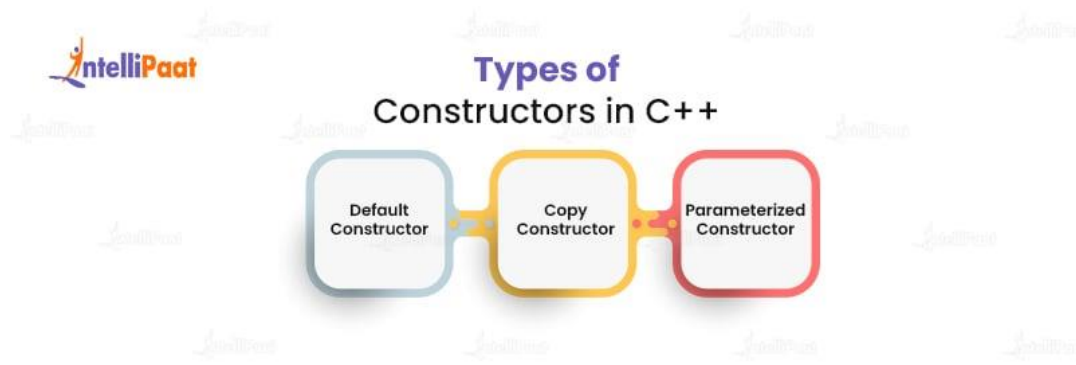 IntelliPaat
Types of
Constructors in C++
Default
Constructor
Copy
Constructor
Parameterized
Constructor